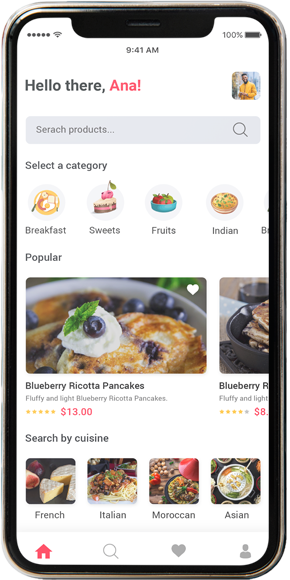 9:41 AM
100%
Hello there, Ana!
Serach products...
Select a category
Breakfast
Sweets
Fruits
Indian
Br
Popular
Blueberry Ricotta Pancakes
Fluffy and light Blueberry Ricotta Pancakes.
$13.00
Blueberry R
Fluffy and light
$8.
Search by cuisine
French
Italian
Moroccan
Asian